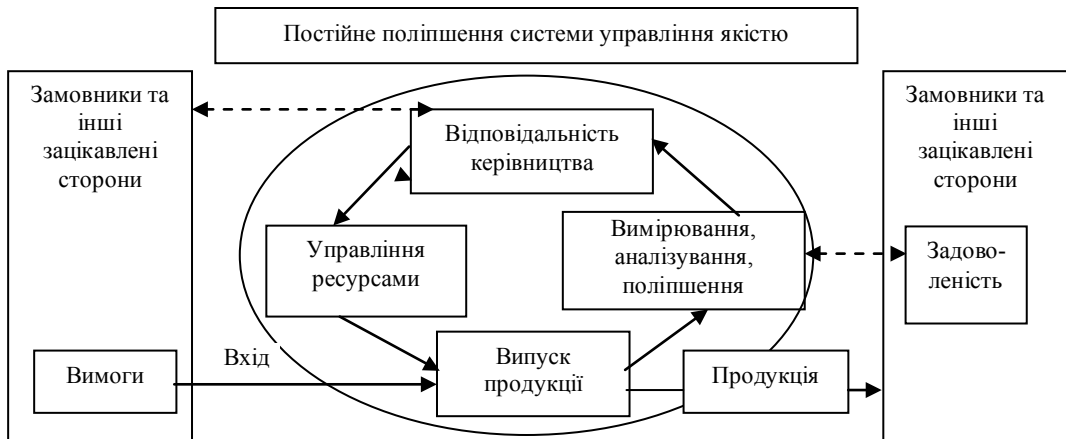 Постійне поліпшення системи управління якістю
Замовники та
інші
зацікавлені
сторони
Відповідальність
керівництва
Замовники та
інші
зацікавлені
сторони
Управління
ресурсами
Вимірювання,
аналізування,
поліпшення
Задово-
леність
Вимоги
Вхід
Випуск
продукції
Продукція